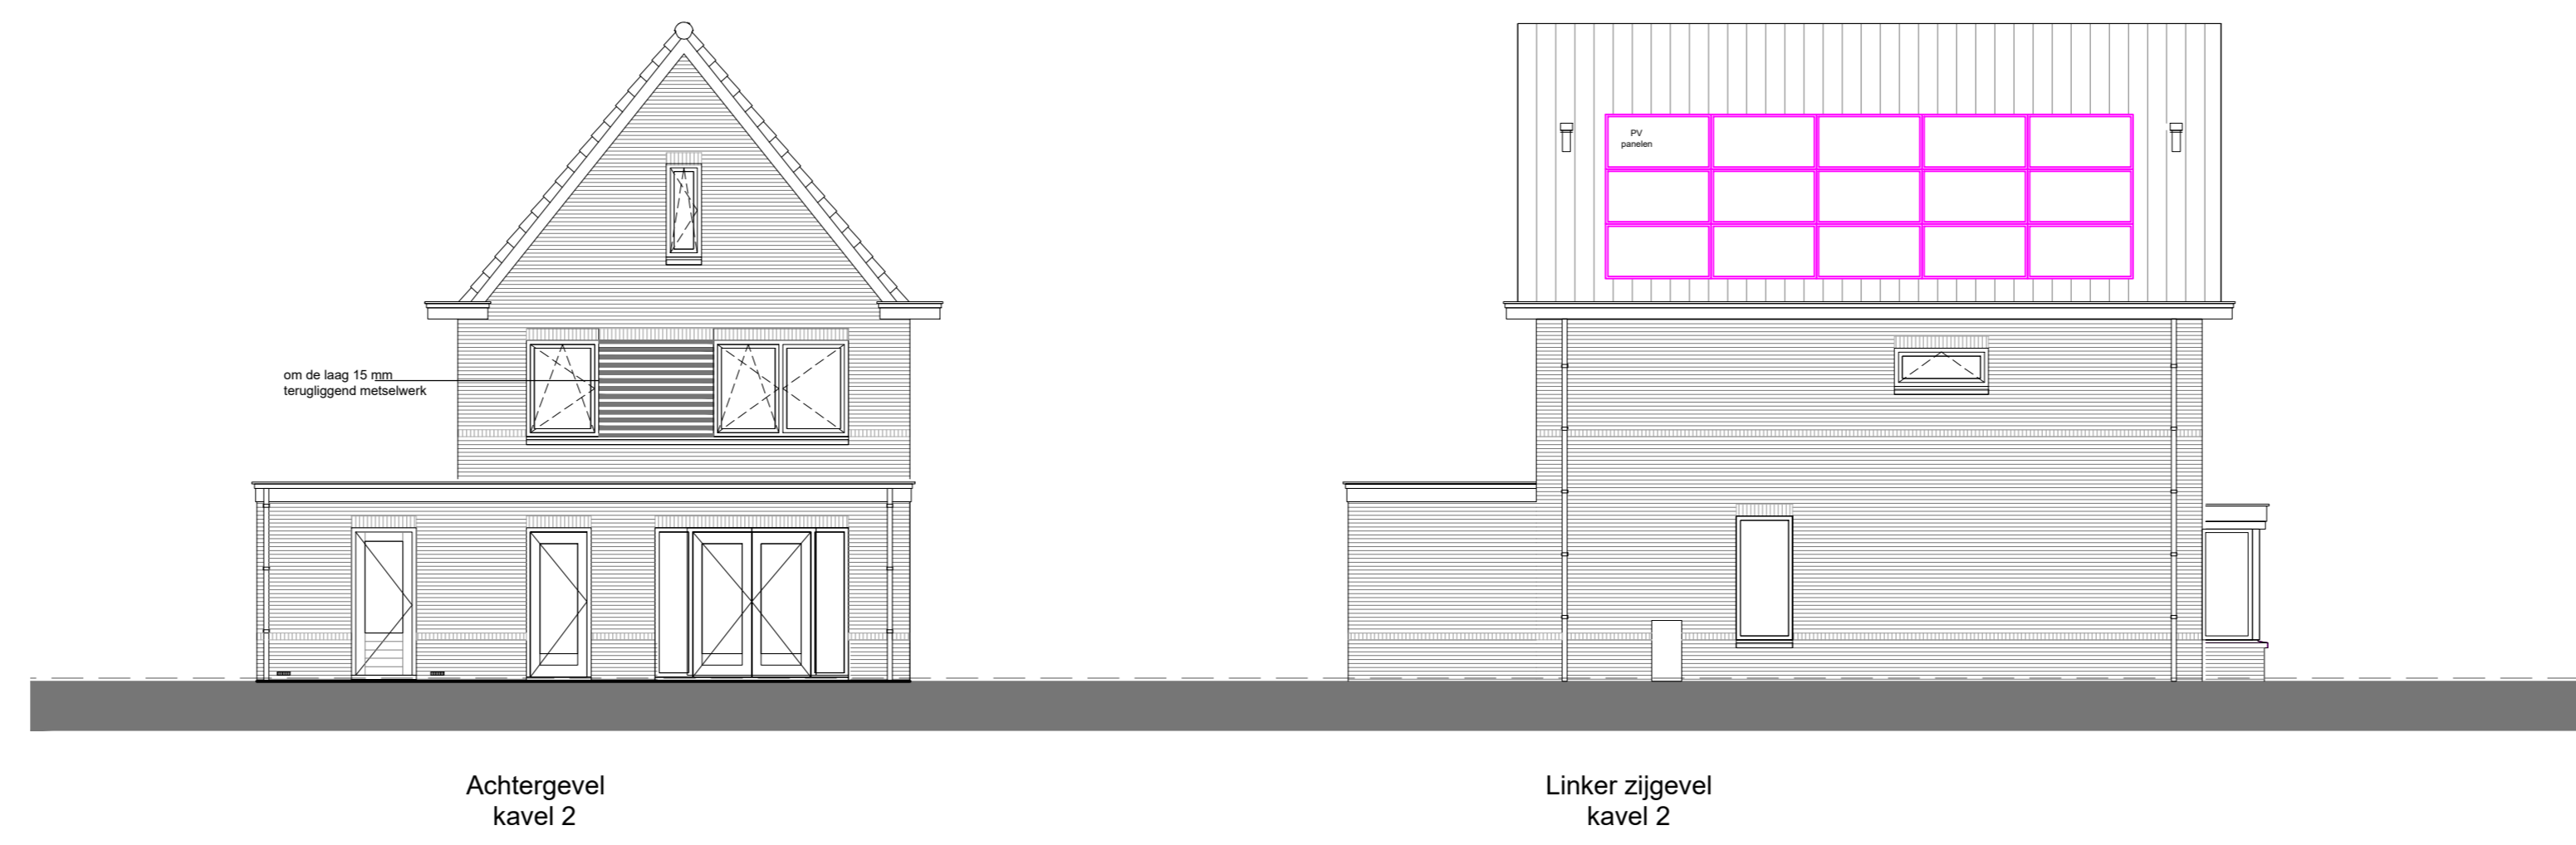 om de laag 15 mm
terugliggend metselwerk
PV
panelen
Achtergevel
kavel 2
Linker zijgevel
kavel 2